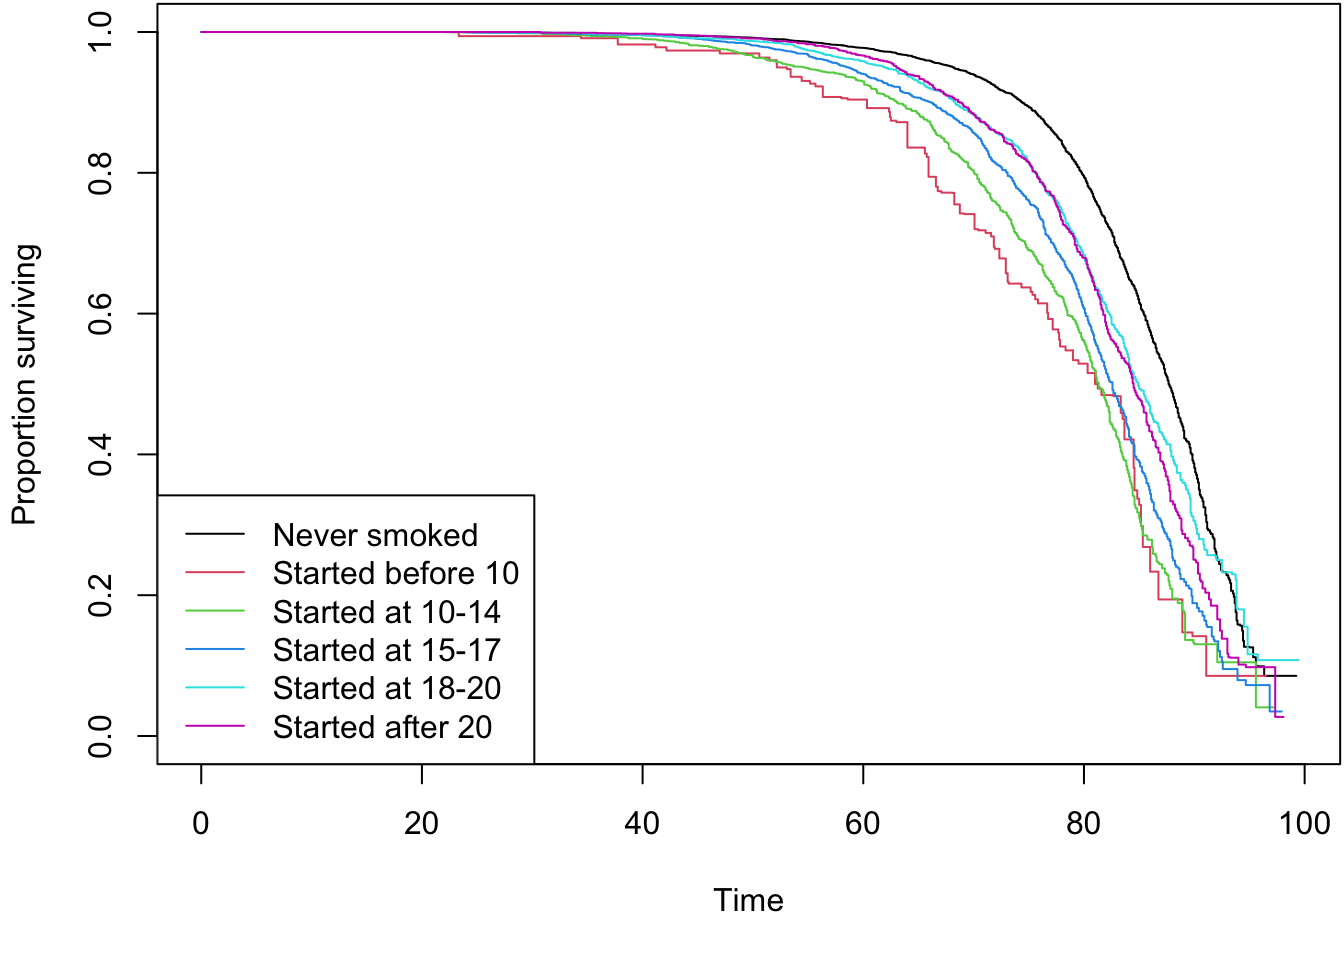 Proportion surviving
1.0
0.8
0.6
0.4
0.2
0.0
Never smoked
Started before 10
Started at 10-14
Started at 15-17
Started at 18-20
Started after 20
0 20 40 60 80 100
Time